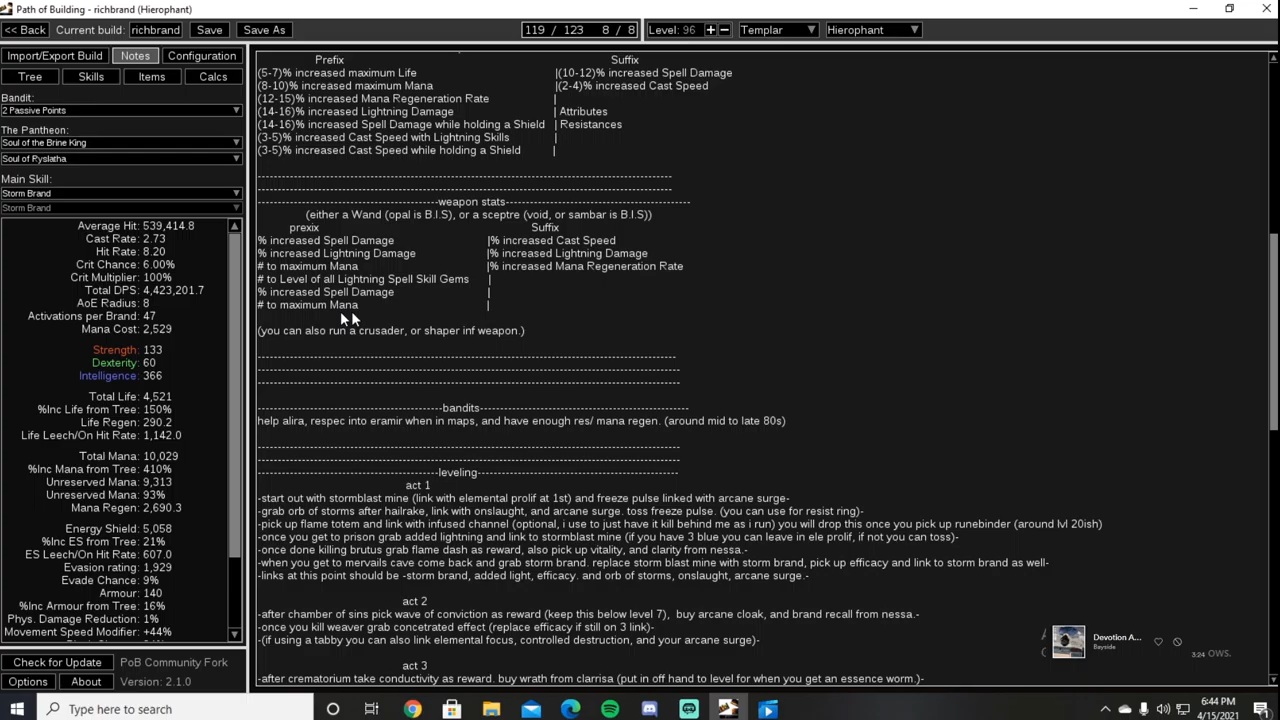 Path of Building - richbrand (Hierophant)
<< Back Current build: richbrand Save Save As 119 / 123 8 / 8 Level: 96 + - Templar Hierophant
Import/Export Build Notes Configuration
Tree Skills Items Calcs
Bandit:
2 Passive Points
The Pantheon:
Soul of the Brine King
Soul of Ryslatha
Main Skill:
Storm Brand
Storm Brand
Average Hit: 539,414.8
Cast Rate: 2.73
Hit Rate: 8.20
Crit Chance: 6.00%
Crit Multiplier: 100%
Total DPS: 4,423,201.7
AoE Radius: 8
Activations per Brand: 47
Mana Cost: 2,529
Strength: 133
Dexterity: 60
Intelligence: 366
Total Life: 4,521
%Inc Life from Tree: 150%
Life Regen: 290.2
Life Leech/On Hit Rate: 1,142.0
Total Mana: 10,029
%Inc Mana from Tree: 410%
Unreserved Mana: 9,313
Unreserved Mana: 93%
Mana Regen: 2,690.3
Energy Shield: 5,058
%Inc ES from Tree: 21%
ES Leech/On Hit Rate: 607.0
Evasion rating: 1,929
Evade Chance: 9%
Armour: 140
%Inc Armour from Tree: 16%
Phys. Damage Reduction: 1%
Movement Speed Modifier: +44%
Check for Update PoB Community Fork
Options About Version: 2.1.0
Prefix Suffix
(5-7)% increased maximum Life |(10-12)% increased Spell Damage
(8-10)% increased maximum Mana |(2-4)% increased Cast Speed
(12-15)% increased Mana Regeneration Rate |
(14-16)% increased Lightning Damage | Attributes
(14-16)% increased Spell Damage while holding a Shield | Resistances
(3-5)% increased Cast Speed with Lightning Skills |
(3-5)% increased Cast Speed while holding a Shield |
weapon stats
(either a Wand (opal is B.I.S), or a sceptre (void, or sambar is B.I.S))
prexix Suffix
% increased Spell Damage |% increased Cast Speed
% increased Lightning Damage |% increased Lightning Damage
# to maximum Mana |% increased Mana Regeneration Rate
# to Level of all Lightning Spell Skill Gems |
% increased Spell Damage |
# to maximum Mana |
(you can also run a crusader, or shaper inf weapon.)
bandits
help alira, respec into eramir when in maps, and have enough res/ mana regen. (around mid to late 80s)
leveling
act 1
-start out with stormblast mine (link with elemental prolif at 1st) and freeze pulse linked with arcane surge-
-grab orb of storms after hailrake, link with onslaught, and arcane surge. toss freeze pulse. (you can use for resist ring)-
-pick up flame totem and link with infused channel (optional, i use to just have it kill behind me as i run) you will drop this once you pick up runebinder (around lvl 20ish)
-once you get to prison grab added lightning and link to stormblast mine (if you have 3 blue you can leave in ele prolif, if not you can toss)-
-once done killing brutus grab flame dash as reward, also pick up vitality, and clarity from nessa.-
-when you get to mervails cave come back and grab storm brand. replace storm blast mine with storm brand, pick up efficacy and link to storm brand as well-
-links at this point should be -storm brand, added light, efficacy. and orb of storms, onslaught, arcane surge.-
act 2
-after chamber of sins pick wave of conviction as reward (keep this below level 7), buy arcane cloak, and brand recall from nessa.-
-once you kill weaver grab concetrated effect (replace efficacy if still on 3 link)-
-(if using a tabby you can also link elemental focus, controlled destruction, and your arcane surge)-
act 3
-after crematorium take conductivity as reward. buy wrath from clarrisa (put in off hand to level for when you get an essence worm.)-
Devotion A...
Bayside
3:24 OWS.
Type here to search
6:44 PM
4/15/2021